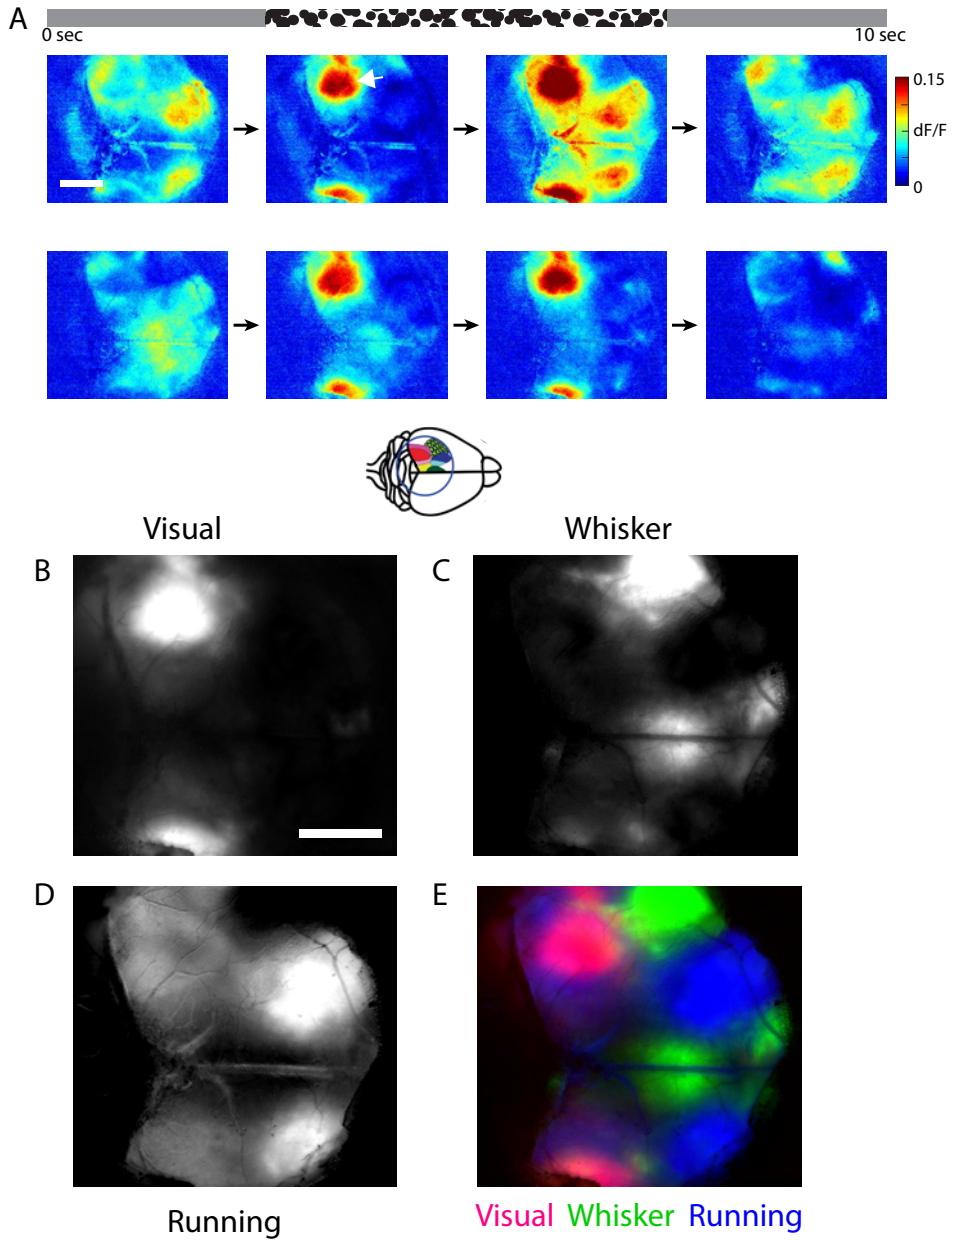 A
0 sec
10 sec
0.15
dF/F
0
Visual
Whisker
B
C
D
E
Running
Visual Whisker Running